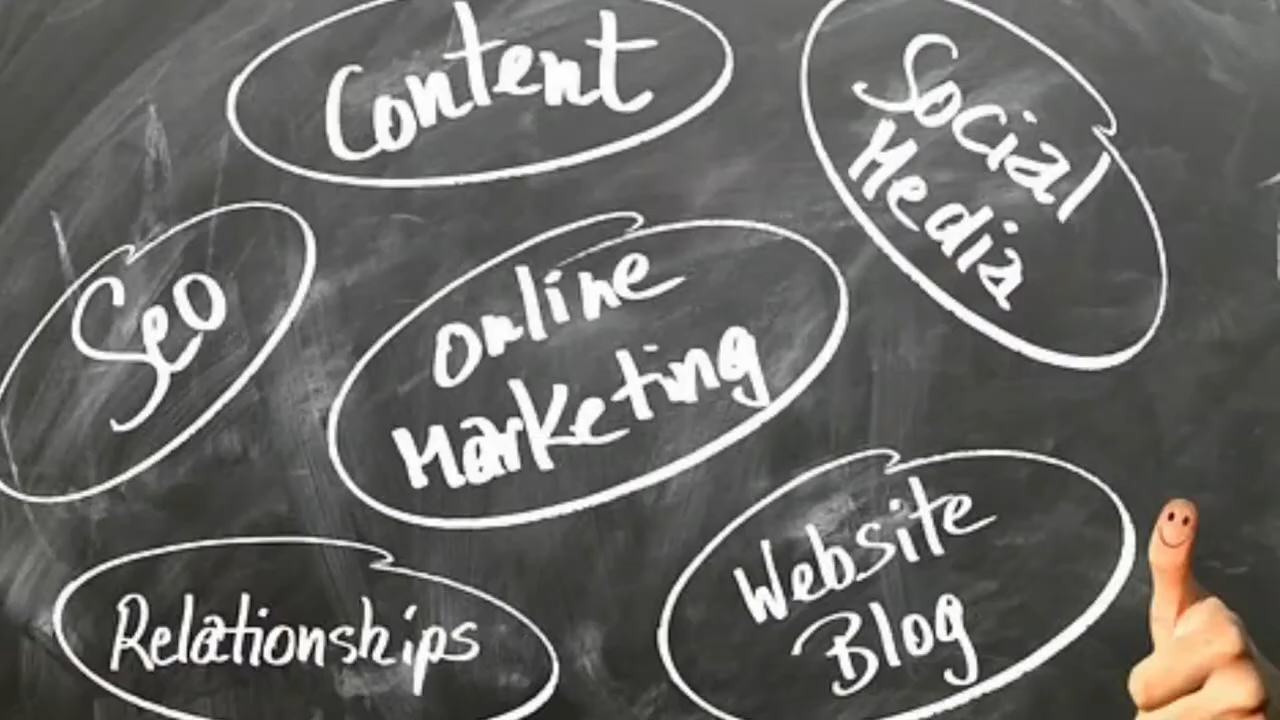 Content
Social
Media
Seo
Online
Marketing
Website
Blog
Relationships